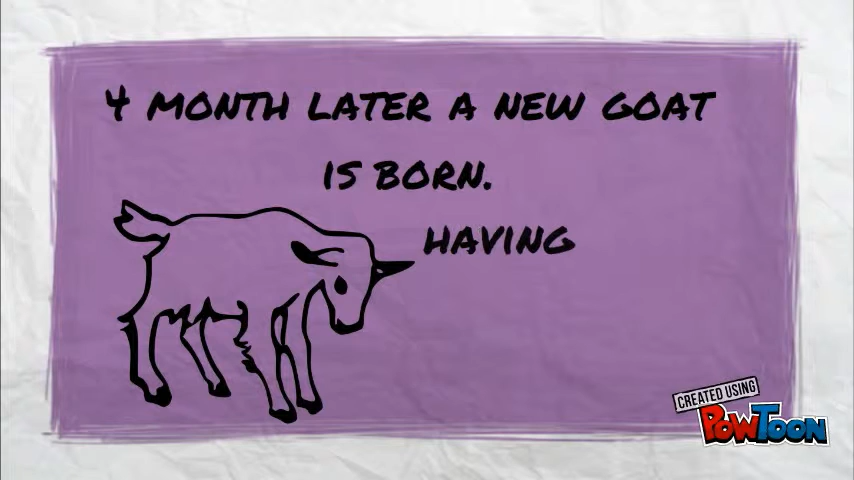 4 MONTH LATER A NEW GOAT
IS BORN.
HAVING
CREATED USING
POWTOON